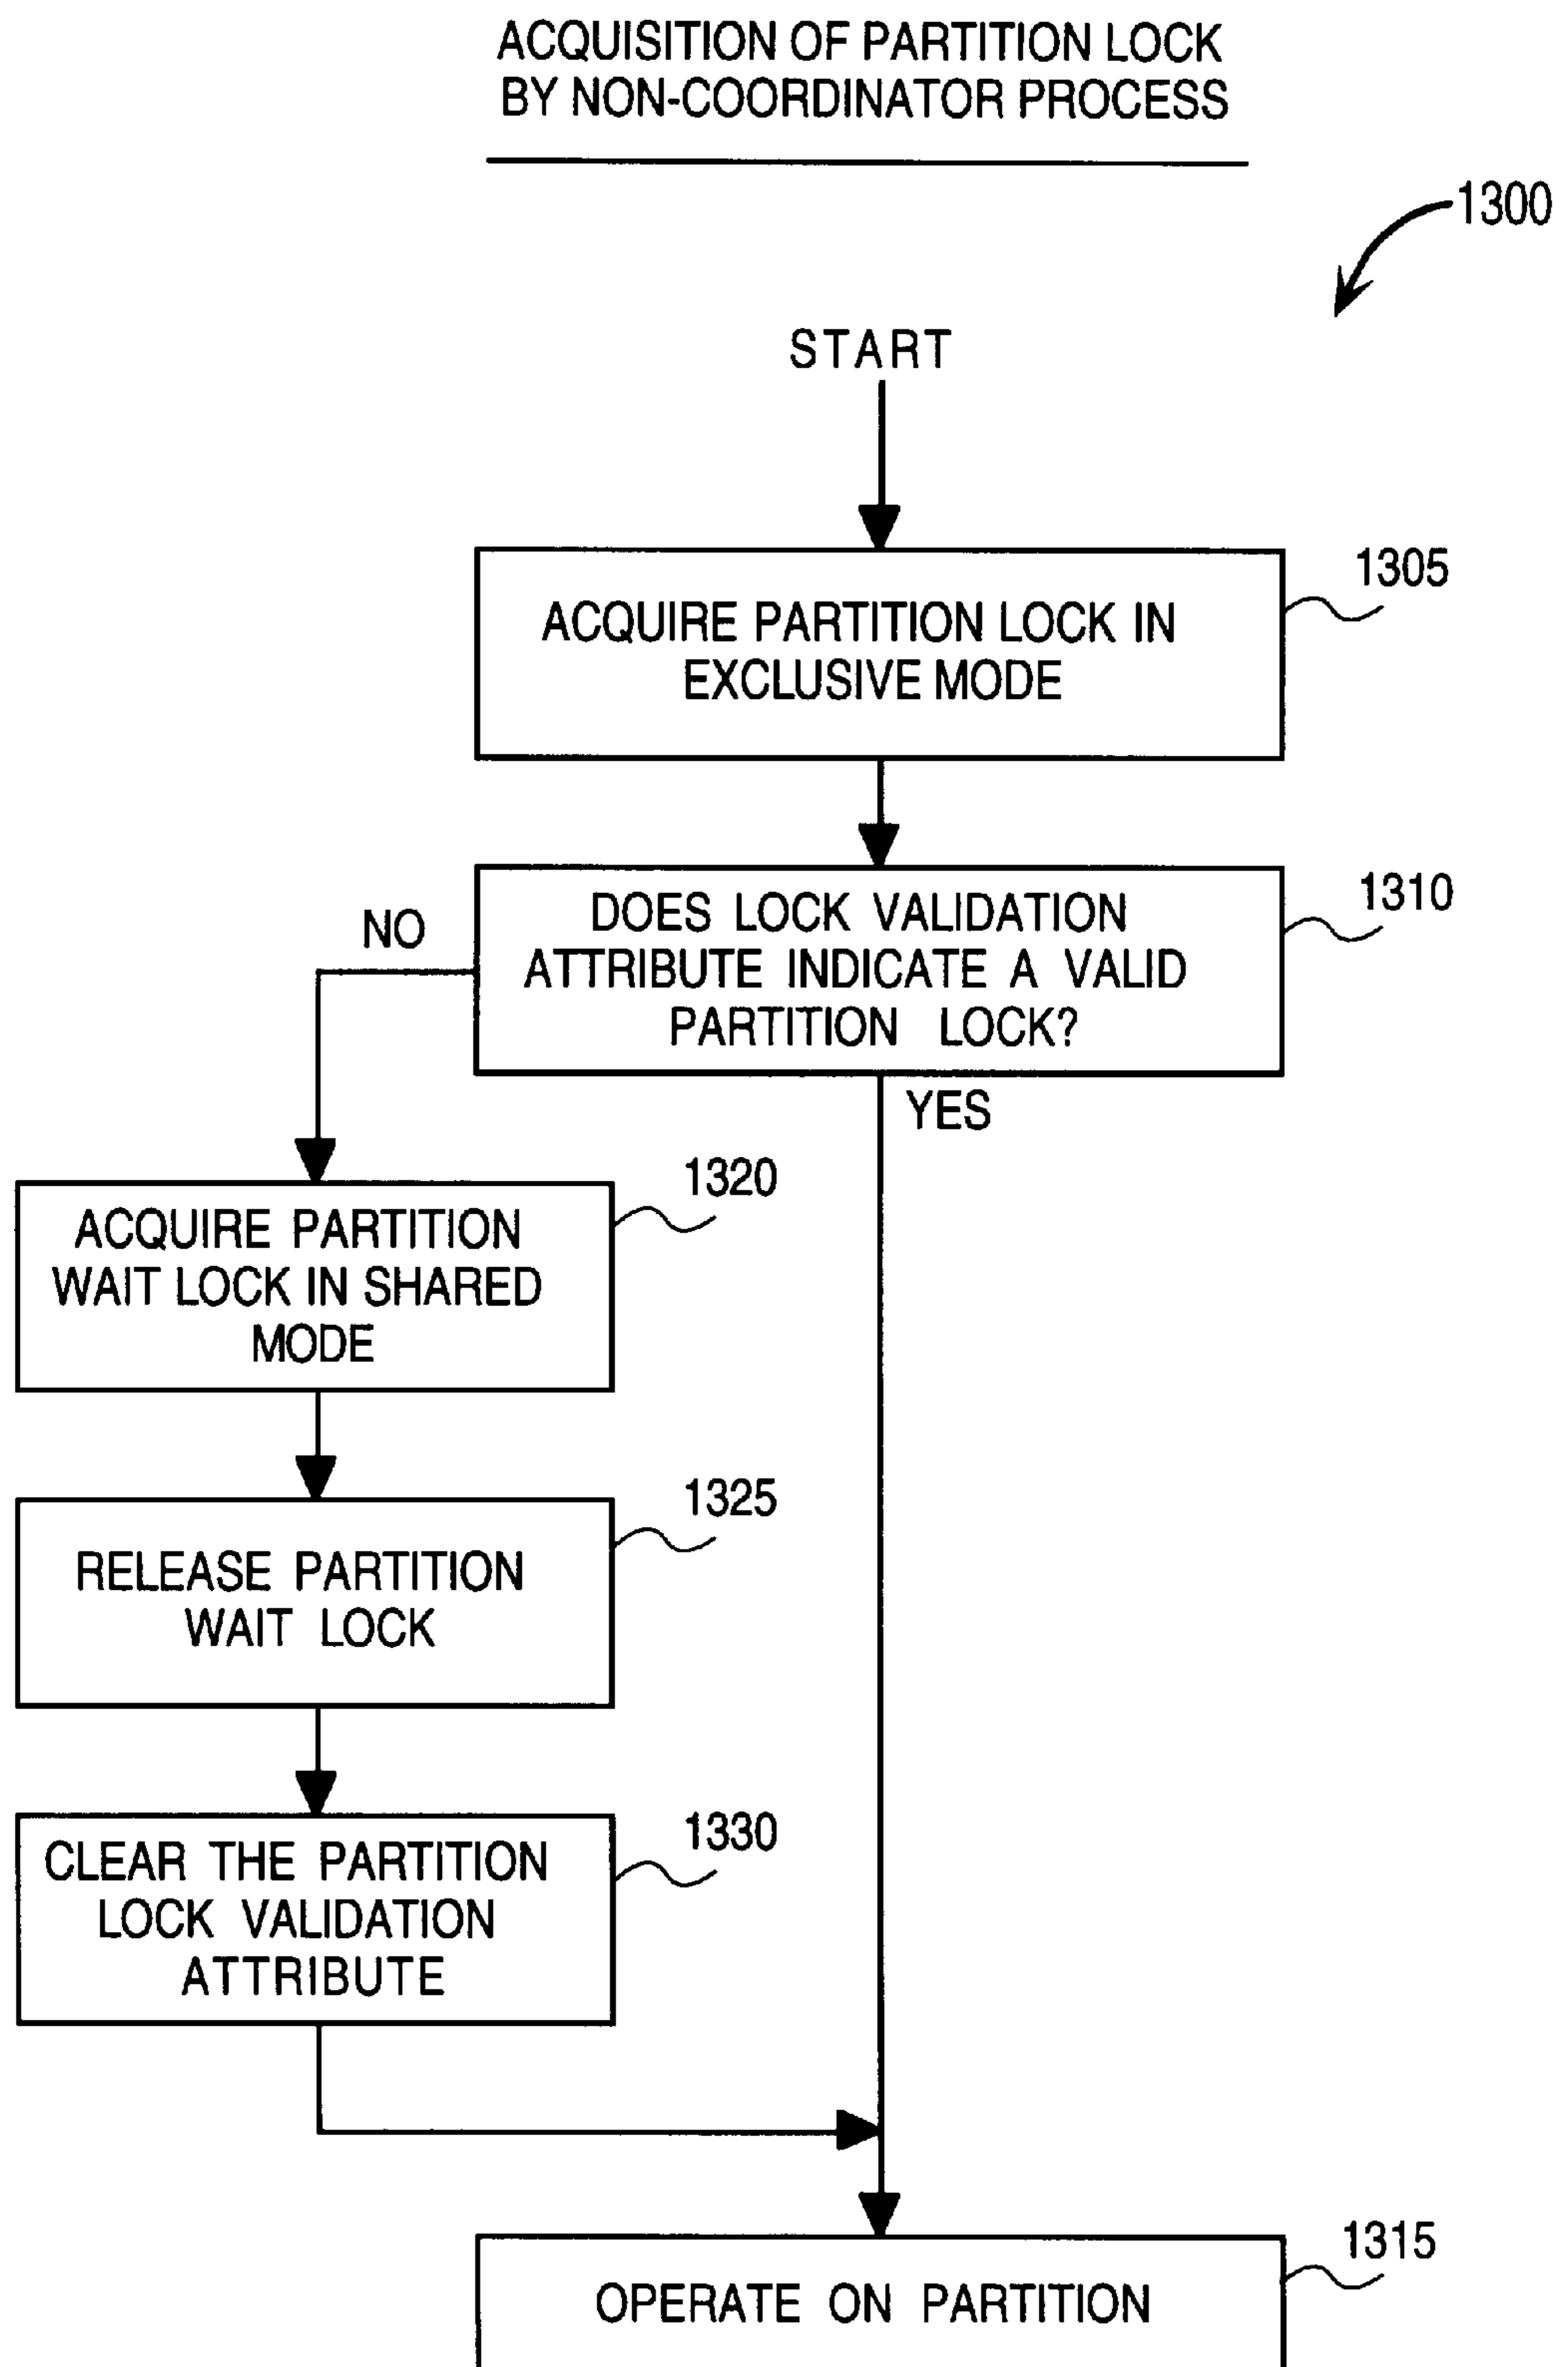 ACQUISITION OF PARTITION LOCK
BY NON-COORDINATOR PROCESS
1300
START
1305
ACQUIRE PARTITION LOCK IN
EXCLUSIVE MODE
1310
DOES LOCK VALIDATION
ATTRIBUTE INDICATE A VALID
PARTITION LOCK?
NO
YES
1320
ACQUIRE PARTITION
WAIT LOCK IN SHARED
MODE
1325
RELEASE PARTITION
WAIT LOCK
1330
CLEAR THE PARTITION
LOCK VALIDATION
ATTRIBUTE
1315
OPERATE ON PARTITION